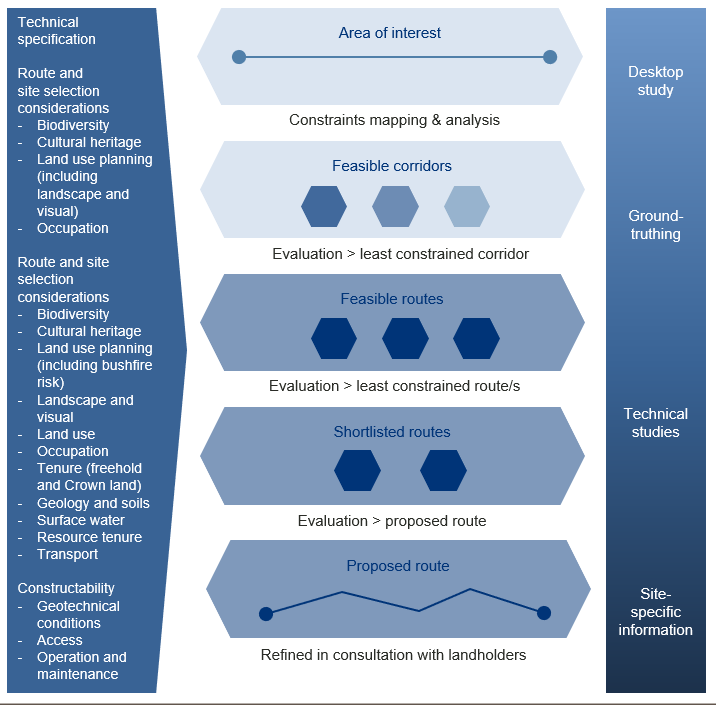 Technical
specification
Route and
site selection
considerations
- Biodiversity
- Cultural heritage
- Land use planning
(including
landscape and
visual)
- Occupation
Route and site
selection
considerations
- Biodiversity
- Cultural heritage
- Land use planning
(including bushfire
risk)
- Landscape and
visual
- Land use
- Occupation
- Tenure (freehold
and Crown land)
- Geology and soils
- Surface water
- Resource tenure
- Transport
Constructability
- Geotechnical
conditions
- Access
- Operation and
maintenance
Area of interest
Constraints mapping & analysis
Feasible corridors
Evaluation > least constrained corridor
Feasible routes
Evaluation > least constrained route/s
Shortlisted routes
Evaluation > proposed route
Proposed route
Refined in consultation with landholders
Desktop
study
Ground-
truthing
Technical
studies
Site-
specific
information